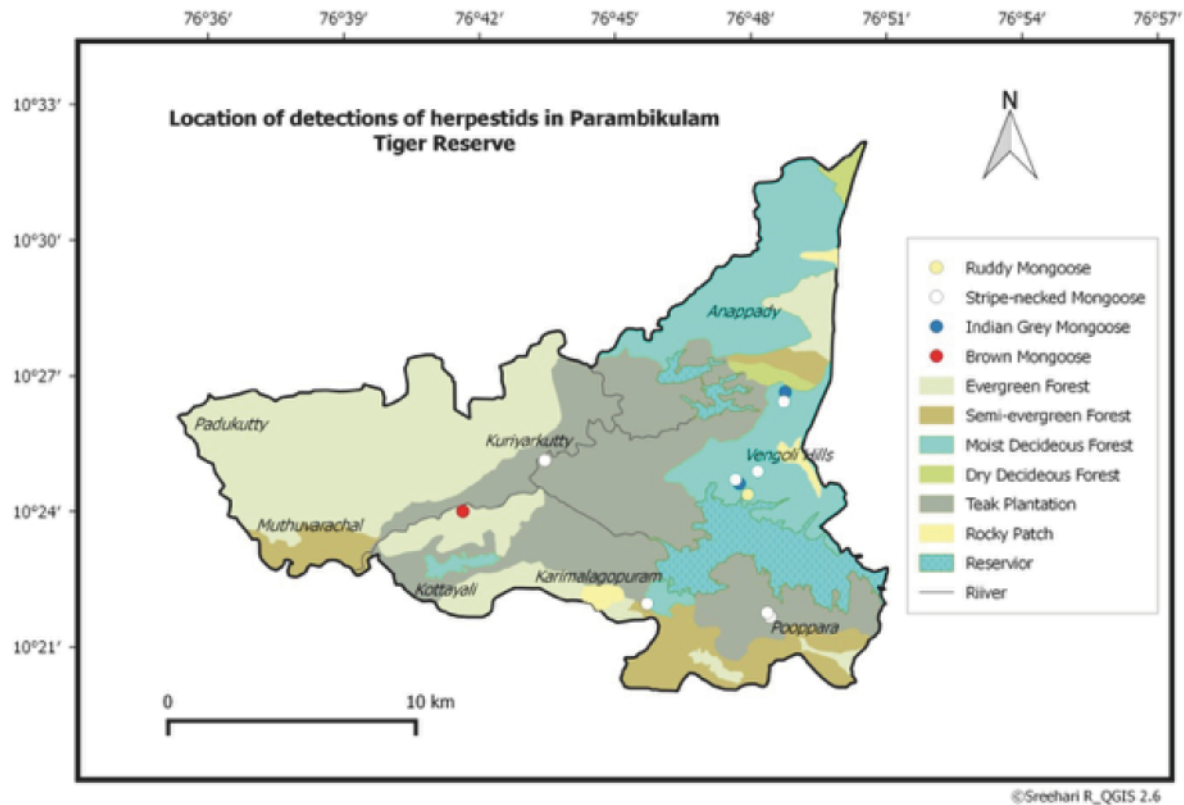 76°36′ 76°39′ 76°42′ 76°45′ 76°48′ 76°51′ 76°54′ 76°57′
10°33′
10°30′
10°27′
10°24′
10°21′
Location of detections of herpestids in Parambikulam
Tiger Reserve
N
Anappady
Padukutty
Kuriyarkutty
Vengoli Hills
Muthuvarachal
Kottayali
Karimalagopuram
Pooppara
Ruddy Mongoose
Stripe-necked Mongoose
Indian Grey Mongoose
Brown Mongoose
Evergreen Forest
Semi-evergreen Forest
Moist Decideous Forest
Dry Decideous Forest
Teak Plantation
Rocky Patch
Reservior
Riiver
0 10 km
©Sreehari R_QGIS 2.6